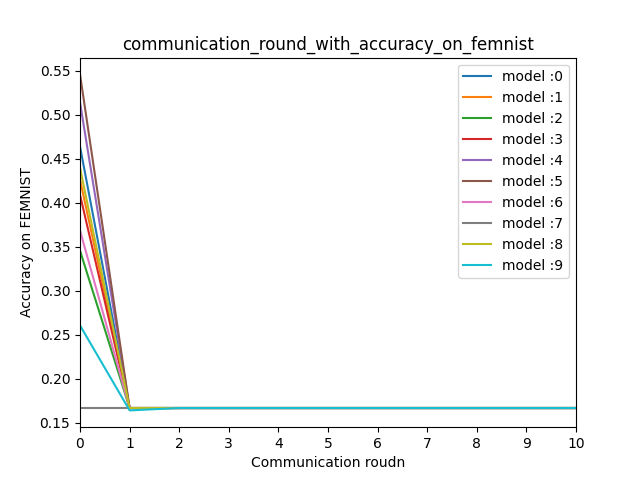 communication_round_with_accuracy_on_femnist
Accuracy on FEMNIST
0.55
0.50
0.45
0.40
0.35
0.30
0.25
0.20
0.15
model :0
model :1
model :2
model :3
model :4
model :5
model :6
model :7
model :8
model :9
0 1 2 3 4 5 6 7 8 9 10
Communication roudn